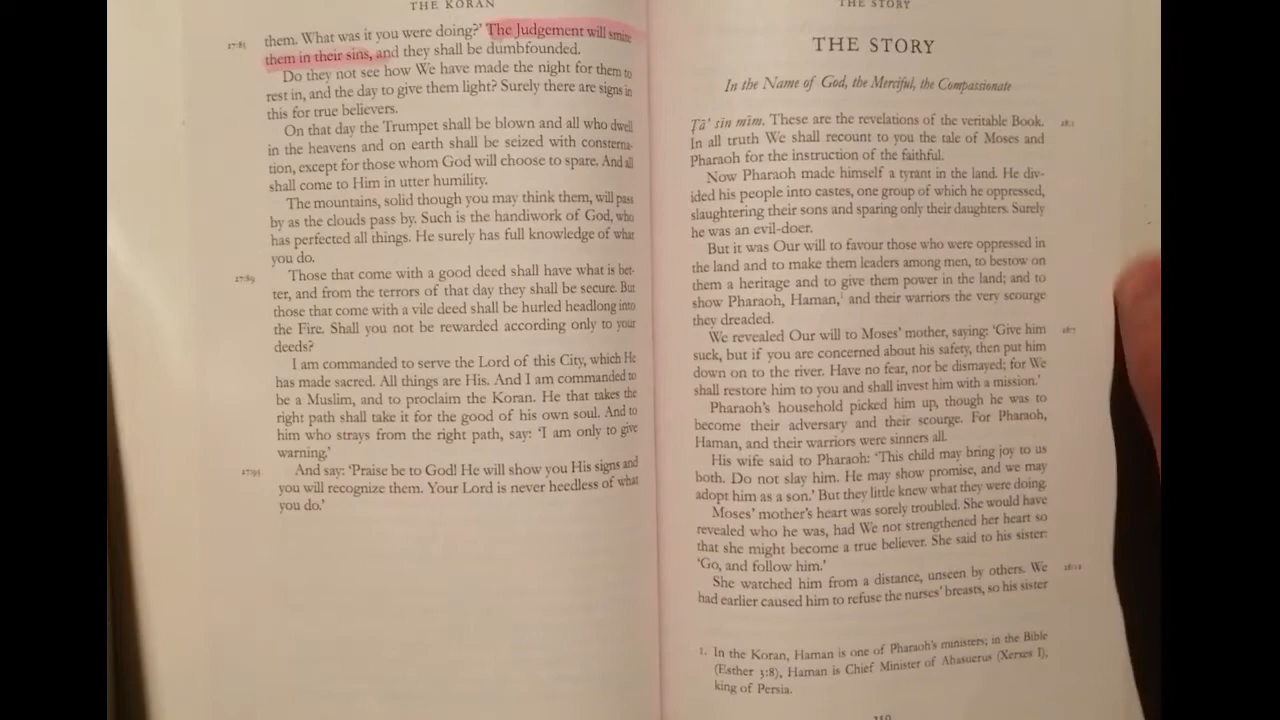 THE KORAN
them. What was it you were doing?' The Judgement will smite
27:85
them in their sins, and they shall be dumbfounded.
Do they not see how We have made the night for them to
rest in, and the day to give them light? Surely there are signs in
this for true believers.
On that day the Trumpet shall be blown and all who dwell
in the heavens and on earth shall be seized with consterna-
tion, except for those whom God will choose to spare. And all
shall come to Him in utter humility.
The mountains, solid though you may think them, will pass
by as the clouds pass by. Such is the handiwork of God, who
has perfected all things. He surely has full knowledge of what
you do.
27:89
Those that come with a good deed shall have what is bet-
ter, and from the terrors of that day they shall be secure. But
those that come with a vile deed shall be hurled headlong into
the Fire. Shall you not be rewarded according only to your
deeds?
I am commanded to serve the Lord of this City, which He
has made sacred. All things are His. And I am commanded to
be a Muslim, and to proclaim the Koran. He that takes the
right path shall take it for the good of his own soul. And to
him who strays from the right path, say: 'I am only to give
warning.'
27:93
And say: 'Praise be to God! He will show you His signs and
you will recognize them. Your Lord is never heedless of what
you do.'
THE STORY
THE STORY
In the Name of God, the Merciful, the Compassionate
Ṭā' sīn mīm. These are the revelations of the veritable Book.
28:1
In all truth We shall recount to you the tale of Moses and
Pharaoh for the instruction of the faithful.
Now Pharaoh made himself a tyrant in the land. He div-
ided his people into castes, one group of which he oppressed,
slaughtering their sons and sparing only their daughters. Surely
he was an evil-doer.
But it was Our will to favour those who were oppressed in
the land and to make them leaders among men, to bestow on
them a heritage and to give them power in the land; and to
show Pharaoh, Haman,¹ and their warriors the very scourge
they dreaded.
We revealed Our will to Moses' mother, saying: 'Give him
28:7
suck, but if you are concerned about his safety, then put him
down on to the river. Have no fear, nor be dismayed; for We
shall restore him to you and shall invest him with a mission.'
Pharaoh's household picked him up, though he was to
become their adversary and their scourge. For Pharaoh,
Haman, and their warriors were sinners all.
His wife said to Pharaoh: 'This child may bring joy to us
both. Do not slay him. He may show promise, and we may
adopt him as a son.' But they little knew what they were doing.
Moses' mother's heart was sorely troubled. She would have
revealed who he was, had We not strengthened her heart so
that she might become a true believer. She said to his sister:
'Go, and follow him.'
She watched him from a distance, unseen by others. We
28:12
had earlier caused him to refuse the nurses' breasts, so his sister
1. In the Koran, Haman is one of Pharaoh's ministers; in the Bible
(Esther 3:8), Haman is Chief Minister of Ahasuerus (Xerxes I),
king of Persia.